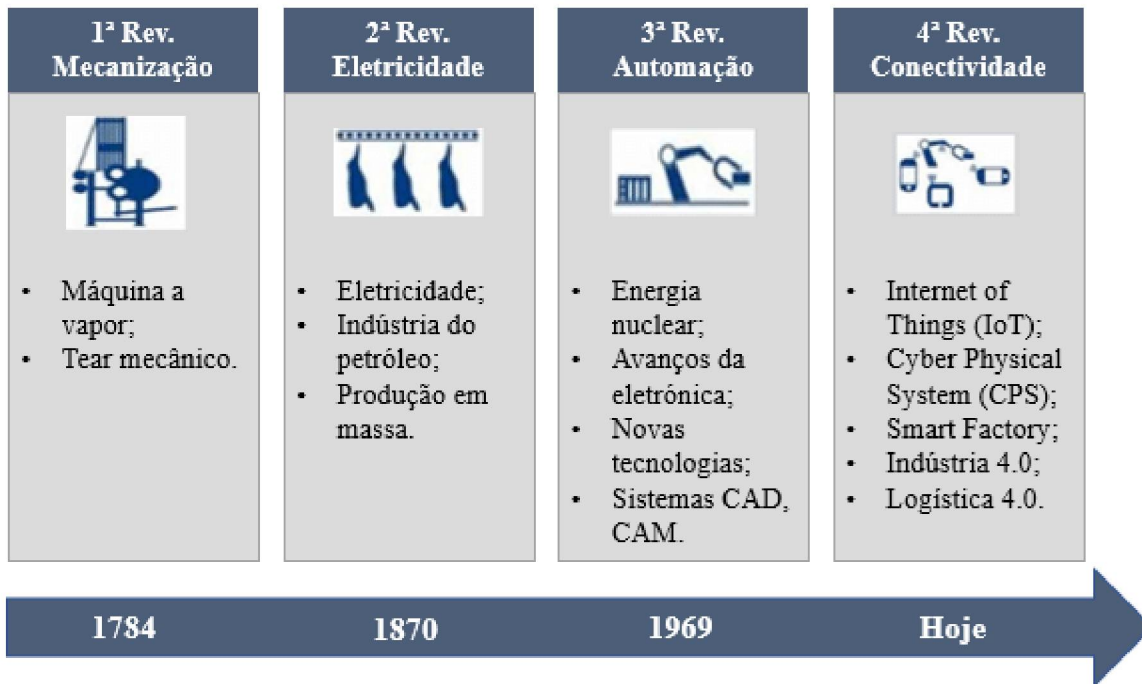 1ª Rev.
Mecanização
• Máquina a
vapor;
• Tear mecânico.
2ª Rev.
Eletricidade
• Eletricidade;
• Indústria do
petróleo;
• Produção em
massa.
3ª Rev.
Automação
• Energia
nuclear;
• Avanços da
eletrónica;
• Novas
tecnologias;
• Sistemas CAD,
CAM.
4ª Rev.
Conectividade
• Internet of
Things (IoT);
• Cyber Physical
System (CPS);
• Smart Factory;
• Indústria 4.0;
• Logística 4.0.
1784
1870
1969
Hoje